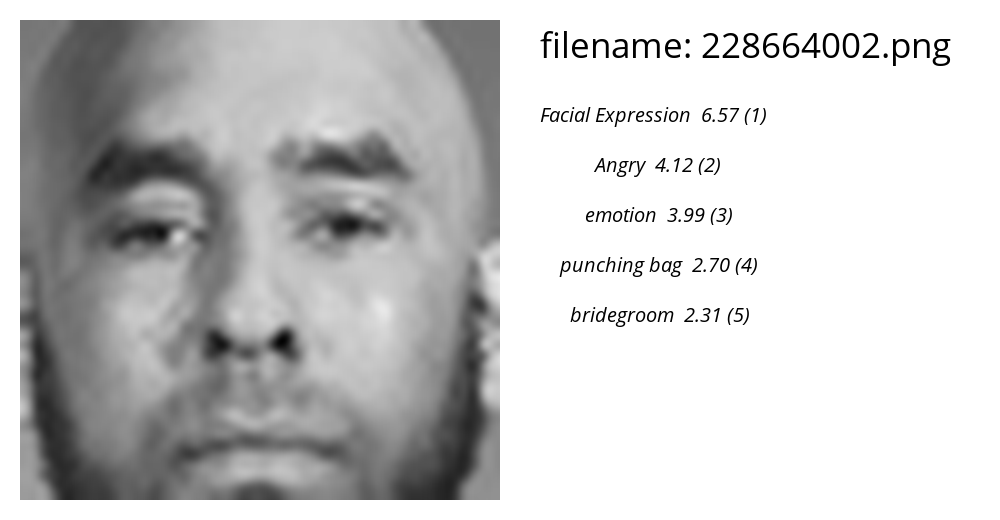 filename: 228664002.png
Facial Expression 6.57 (1)
Angry 4.12 (2)
emotion 3.99 (3)
punching bag 2.70 (4)
bridegroom 2.31 (5)